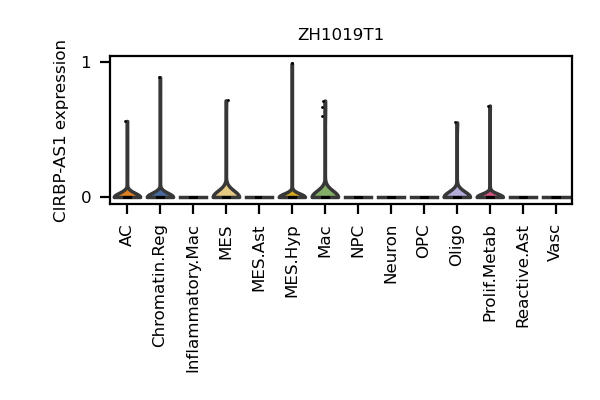 ZH1019T1
CIRBP-AS1 expression
1
0
AC
Chromatin.Reg
Inflammatory.Mac
MES
MES.Ast
MES.Hyp
Mac
NPC
Neuron
OPC
Oligo
Prolif.Metab
Reactive.Ast
Vasc